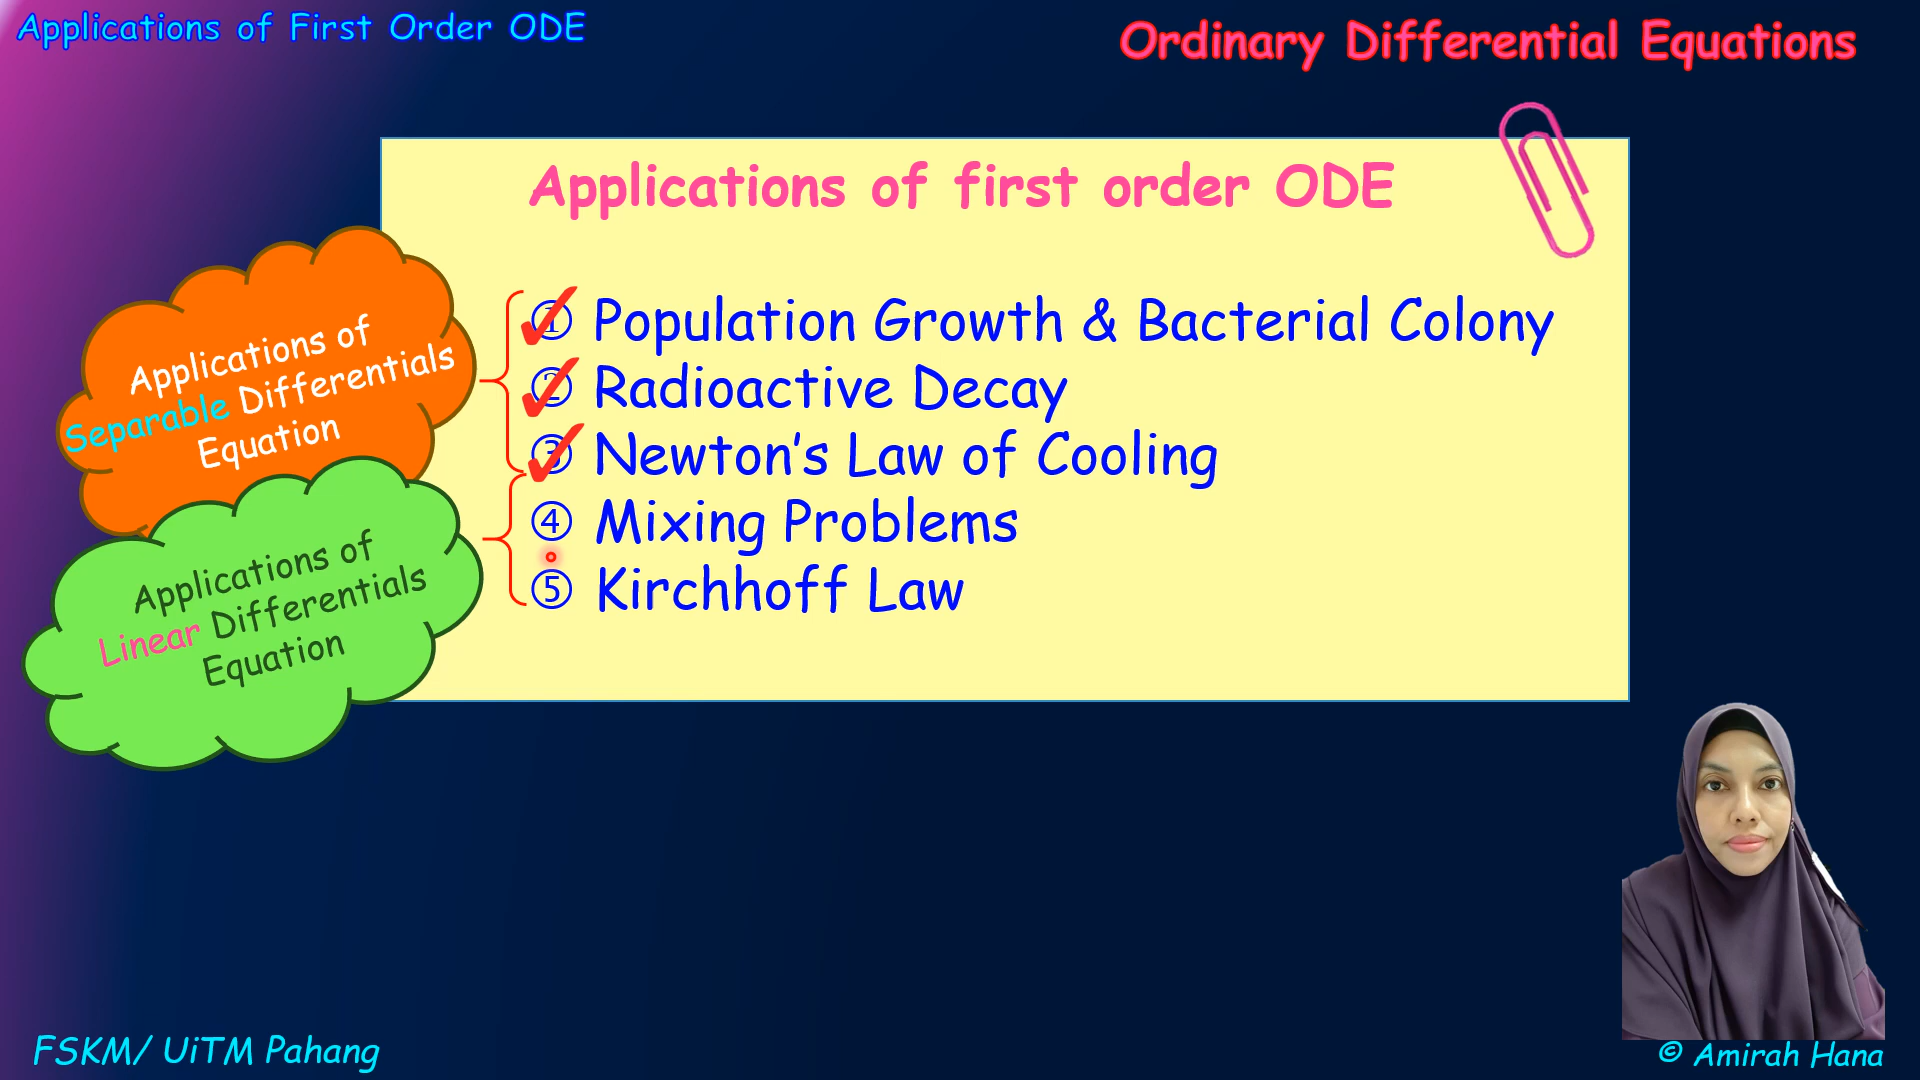 Applications of First Order ODE
Ordinary Differential Equations
Applications of first order ODE
Applications of
Separable Differentials
Equation
① Population Growth & Bacterial Colony
② Radioactive Decay
③ Newton’s Law of Cooling
④ Mixing Problems
⑤ Kirchhoff Law
Applications of
Linear Differentials
Equation
FSKM/ UiTM Pahang
© Amirah Hana